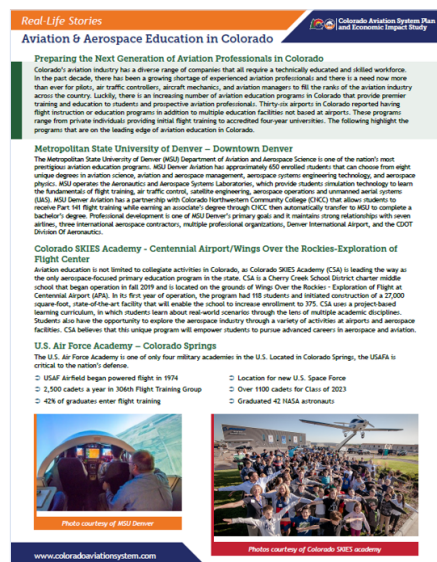 Real-Life Stories
Colorado Aviation System Plan
and Economic Impact Study
Aviation & Aerospace Education in Colorado
Preparing the Next Generation of Aviation Professionals in Colorado
Colorado's aviation industry has a diverse range of companies that all require a technically educated and skilled workforce.
In the past decade, there has been a growing shortage of experienced aviation professionals and there is a need now more
than ever for pilots, air traffic controllers, aircraft mechanics, and aviation managers to fill the ranks of the aviation industry
across the country. Luckily, there is an increasing number of aviation education programs in Colorado that provide premier
training and education to students and prospective aviation professionals. Thirty-six airports in Colorado reported having
flight instruction or education programs in addition to multiple education facilities not based at airports. These programs
range from private individuals providing initial flight training to accredited four-year universities. The following highlight the
programs that are on the leading edge of aviation education in Colorado.
Metropolitan State University of Denver – Downtown Denver
The Metropolitan State University of Denver (MSU) Department of Aviation and Aerospace Science is one of the nation's most
prestigious aviation education programs. MSU Denver Aviation has approximately 650 enrolled students that can choose from eight
unique degrees in aviation science, aviation and aerospace management, aerospace systems engineering technology, and aerospace
physics. MSU operates the Aeronautics and Aerospace Systems Laboratories, which provide students simulation technology to learn
the fundamentals of flight training, air traffic control, satellite engineering, aerospace operations and unmanned aerial systems
(UAS). MSU Denver Aviation has a partnership with Colorado Northwestern Community College (CNCC) that allows students to
receive Part 141 flight training while earning an associate's degree through CNCC then automatically transfer to MSU to complete a
bachelor's degree. Professional development is one of MSU Denver's primary goals and it maintains strong relationships with seven
airlines, three international aerospace contractors, multiple professional organizations, Denver International Airport, and the CDOT
Division Of Aeronautics.
Colorado SKIES Academy - Centennial Airport/Wings Over the Rockies-Exploration of
Flight Center
Aviation education is not limited to collegiate activities in Colorado, as Colorado SKIES Academy (CSA) is leading the way as
the only aerospace-focused primary education program in the state. CSA is a Cherry Creek School District charter middle
school that began operation in fall 2019 and is located on the grounds of Wings Over the Rockies - Exploration of Flight at
Centennial Airport (APA). In its first year of operation, the program had 118 students and initiated construction of a 27,000
square-foot, state-of-the-art facility that will enable the school to increase enrollment to 375. CSA uses a project-based
learning curriculum, in which students learn about real-world scenarios through the lens of multiple academic disciplines.
Students also have the opportunity to explore the aerospace industry through a variety of activities at airports and aerospace
facilities. CSA believes that this unique program will empower students to pursue advanced careers in aerospace and aviation.
U.S. Air Force Academy – Colorado Springs
The U.S. Air Force Academy is one of only four military academies in the U.S. Located in Colorado Springs, the USAFA is
critical to the nation's defense.
USAF Airfield began powered flight in 1974
2,500 cadets a year in 306th Flight Training Group
42% of graduates enter flight training
Location for new U.S. Space Force
Over 1100 cadets for Class of 2023
Graduated 42 NASA astronauts
Photo courtesy of MSU Denver
Photos courtesy of Colorado SKIES academy
www.coloradoaviationsystem.com